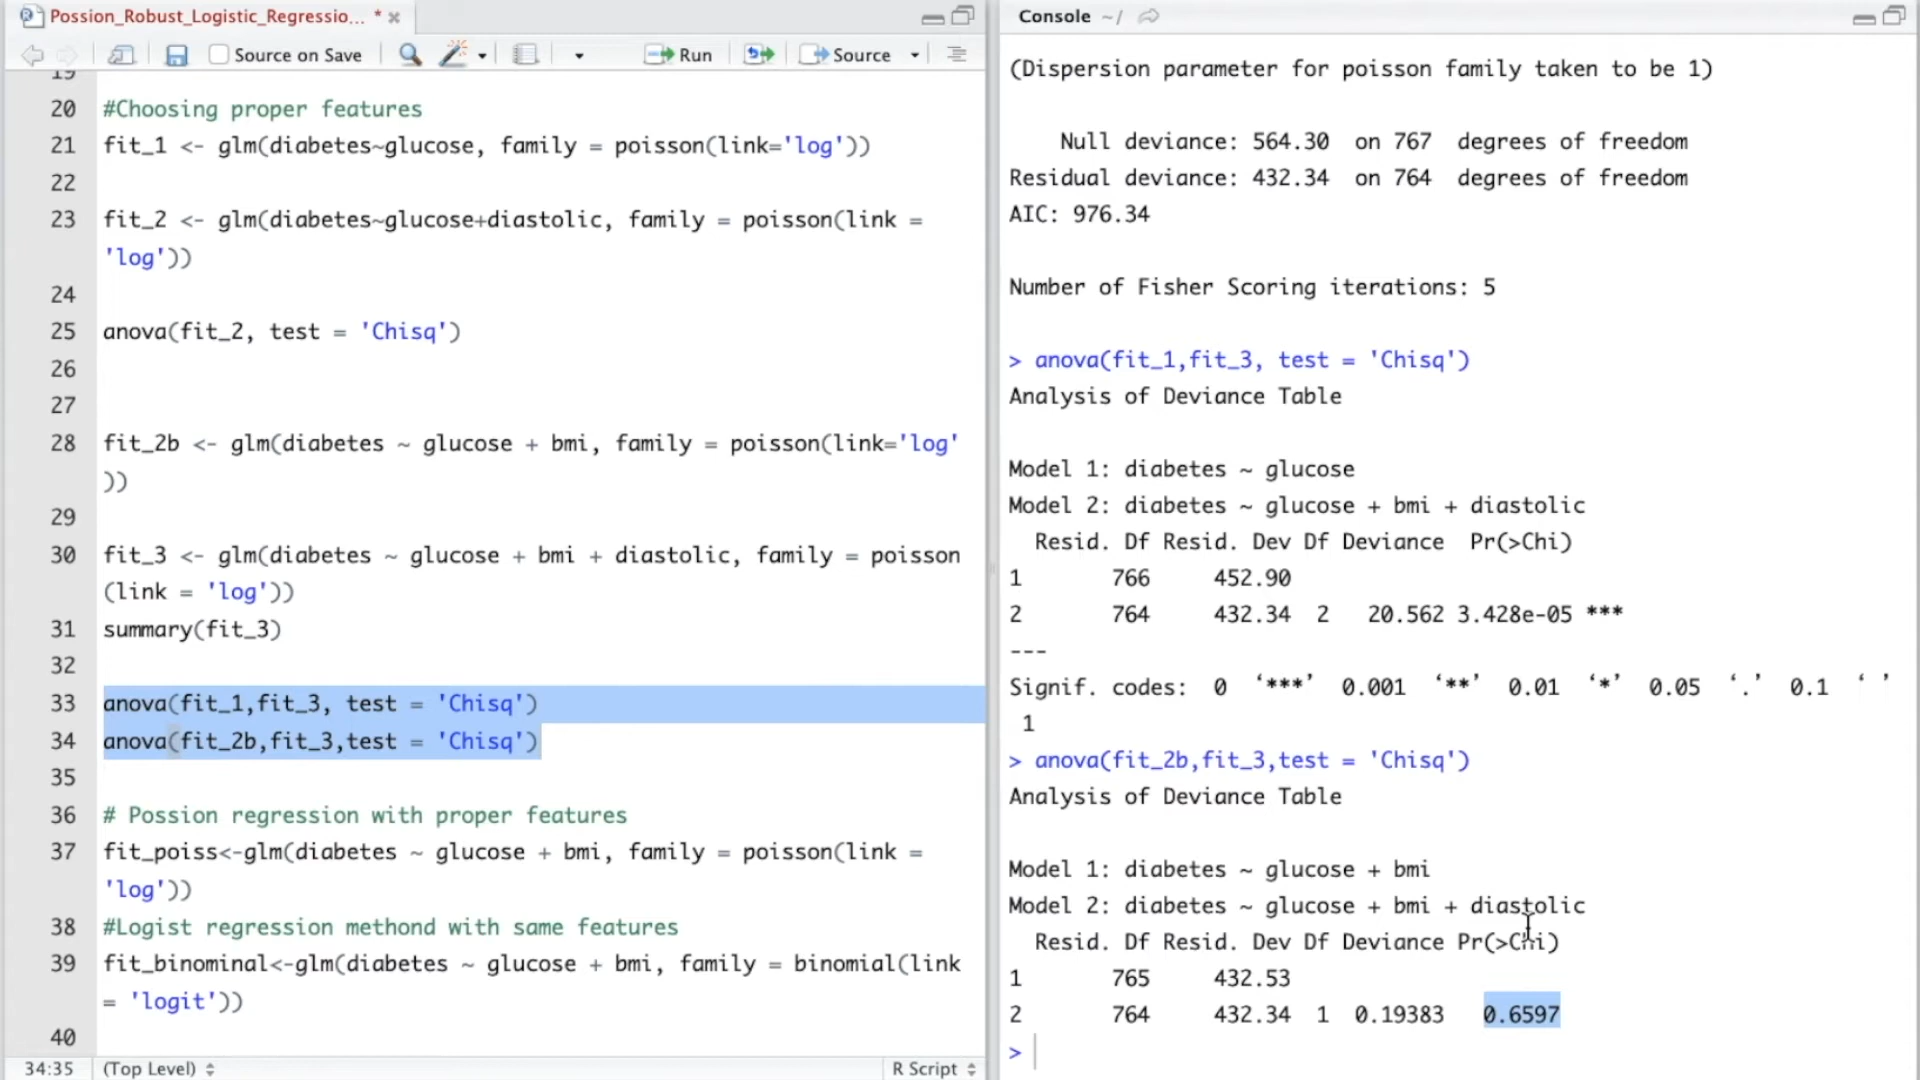 Possion_Robust_Logistic_Regressio... *
Source on Save
Run
Source
19
20 #Choosing proper features
21 fit_1 <- glm(diabetes~glucose, family = poisson(link='log'))
22
23 fit_2 <- glm(diabetes~glucose+diastolic, family = poisson(link =
'log'))
24
25 anova(fit_2, test = 'Chisq')
26
27
28 fit_2b <- glm(diabetes ~ glucose + bmi, family = poisson(link='log'
))
29
30 fit_3 <- glm(diabetes ~ glucose + bmi + diastolic, family = poisson
(link = 'log'))
31 summary(fit_3)
32
33 anova(fit_1,fit_3, test = 'Chisq')
34 anova(fit_2b,fit_3,test = 'Chisq')
35
36 # Possion regression with proper features
37 fit_poiss<-glm(diabetes ~ glucose + bmi, family = poisson(link =
'log'))
38 #Logist regression methond with same features
39 fit_binominal<-glm(diabetes ~ glucose + bmi, family = binomial(link
= 'logit'))
40
34:35 (Top Level) R Script
Console ~/
(Dispersion parameter for poisson family taken to be 1)
Null deviance: 564.30 on 767 degrees of freedom
Residual deviance: 432.34 on 764 degrees of freedom
AIC: 976.34
Number of Fisher Scoring iterations: 5
> anova(fit_1,fit_3, test = 'Chisq')
Analysis of Deviance Table
Model 1: diabetes ~ glucose
Model 2: diabetes ~ glucose + bmi + diastolic
Resid. Df Resid. Dev Df Deviance Pr(>Chi)
1 766 452.90
2 764 432.34 2 20.562 3.428e-05 ***
---
Signif. codes: 0 ‘***’ 0.001 ‘**’ 0.01 ‘*’ 0.05 ‘.’ 0.1 ‘ ’
1
> anova(fit_2b,fit_3,test = 'Chisq')
Analysis of Deviance Table
Model 1: diabetes ~ glucose + bmi
Model 2: diabetes ~ glucose + bmi + diastolic
Resid. Df Resid. Dev Df Deviance Pr(>Chi)
1 765 432.53
2 764 432.34 1 0.19383 0.6597
>